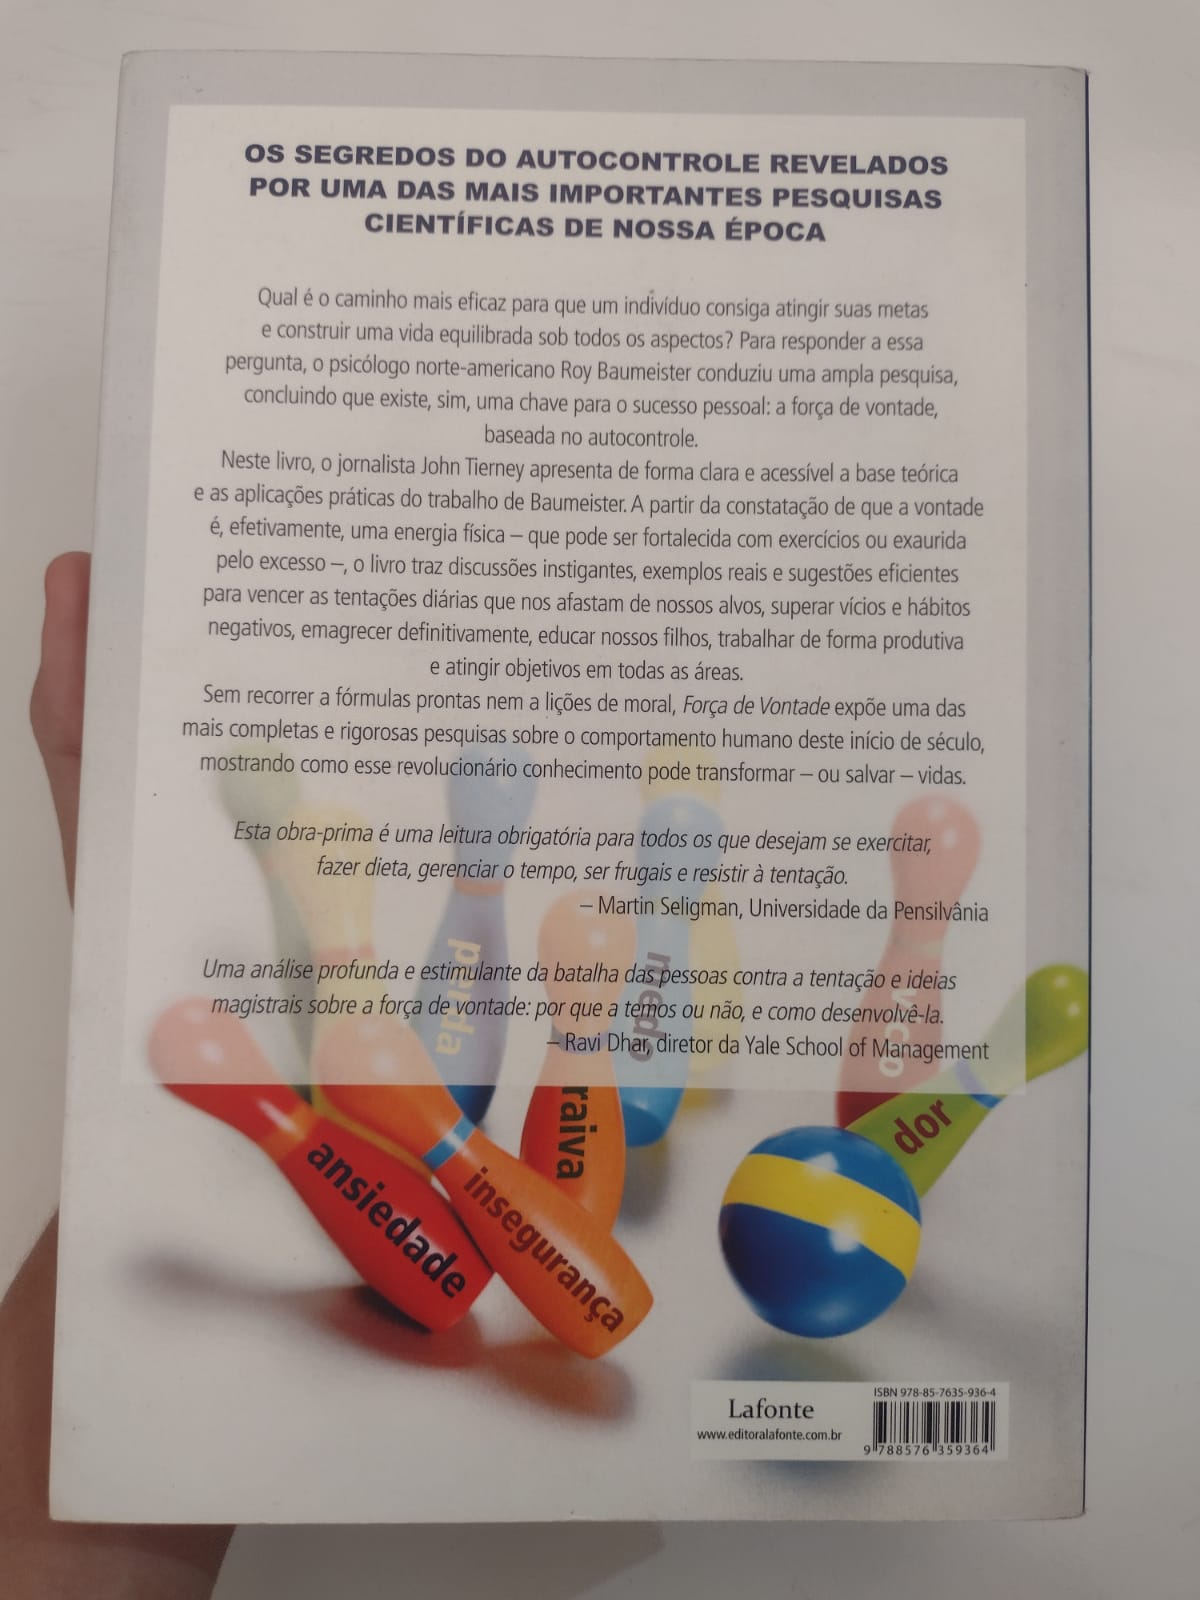 OS SEGREDOS DO AUTOCONTROLE REVELADOS
POR UMA DAS MAIS IMPORTANTES PESQUISAS
CIENTÍFICAS DE NOSSA ÉPOCA
Qual é o caminho mais eficaz para que um indivíduo consiga atingir suas metas
e construir uma vida equilibrada sob todos os aspectos? Para responder a essa
pergunta, o psicólogo norte-americano Roy Baumeister conduziu uma ampla pesquisa,
concluindo que existe, sim, uma chave para o sucesso pessoal: a força de vontade,
baseada no autocontrole.
Neste livro, o jornalista John Tierney apresenta de forma clara e acessível a base teórica
e as aplicações práticas do trabalho de Baumeister. A partir da constatação de que a vontade
é, efetivamente, uma energia física – que pode ser fortalecida com exercícios ou exaurida
pelo excesso –, o livro traz discussões instigantes, exemplos reais e sugestões eficientes
para vencer as tentações diárias que nos afastam de nossos alvos, superar vícios e hábitos
negativos, emagrecer definitivamente, educar nossos filhos, trabalhar de forma produtiva
e atingir objetivos em todas as áreas.
Sem recorrer a fórmulas prontas nem a lições de moral, Força de Vontade expõe uma das
mais completas e rigorosas pesquisas sobre o comportamento humano deste início de século,
mostrando como esse revolucionário conhecimento pode transformar – ou salvar – vidas.
Esta obra-prima é uma leitura obrigatória para todos os que desejam se exercitar,
fazer dieta, gerenciar o tempo, ser frugais e resistir à tentação.
– Martin Seligman, Universidade da Pensilvânia
Uma análise profunda e estimulante da batalha das pessoas contra a tentação e ideias
magistrais sobre a força de vontade: por que a temos ou não, e como desenvolvê-la.
– Ravi Dhar, diretor da Yale School of Management
perda
medo
vício
raiva
dor
ansiedade
insegurança
Lafonte
www.editoralafonte.com.br
ISBN 978-85-7635-936-4
9 788576 359364